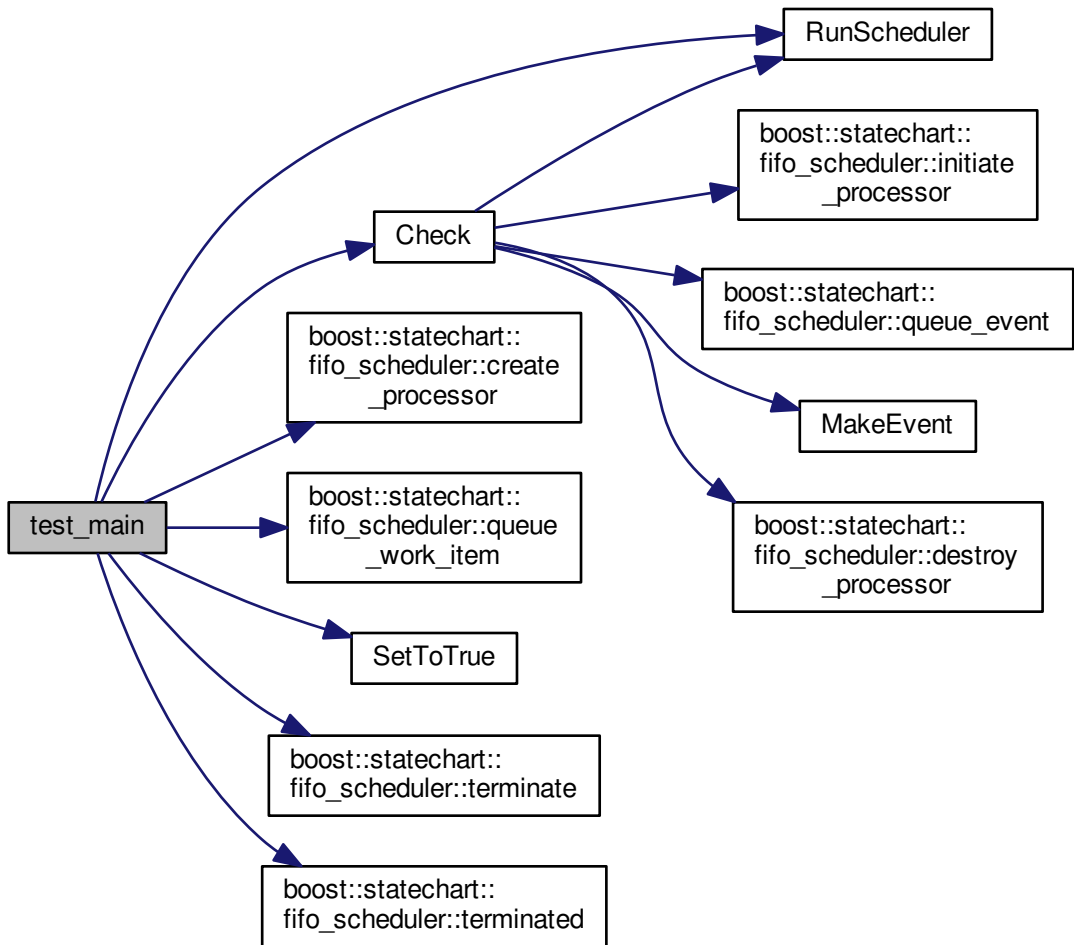 RunScheduler
boost::statechart::
fifo_scheduler::initiate
_processor
Check
boost::statechart::
fifo_scheduler::queue_event
boost::statechart::
fifo_scheduler::create
_processor
MakeEvent
test_main
boost::statechart::
fifo_scheduler::queue
_work_item
boost::statechart::
fifo_scheduler::destroy
_processor
SetToTrue
boost::statechart::
fifo_scheduler::terminate
boost::statechart::
fifo_scheduler::terminated